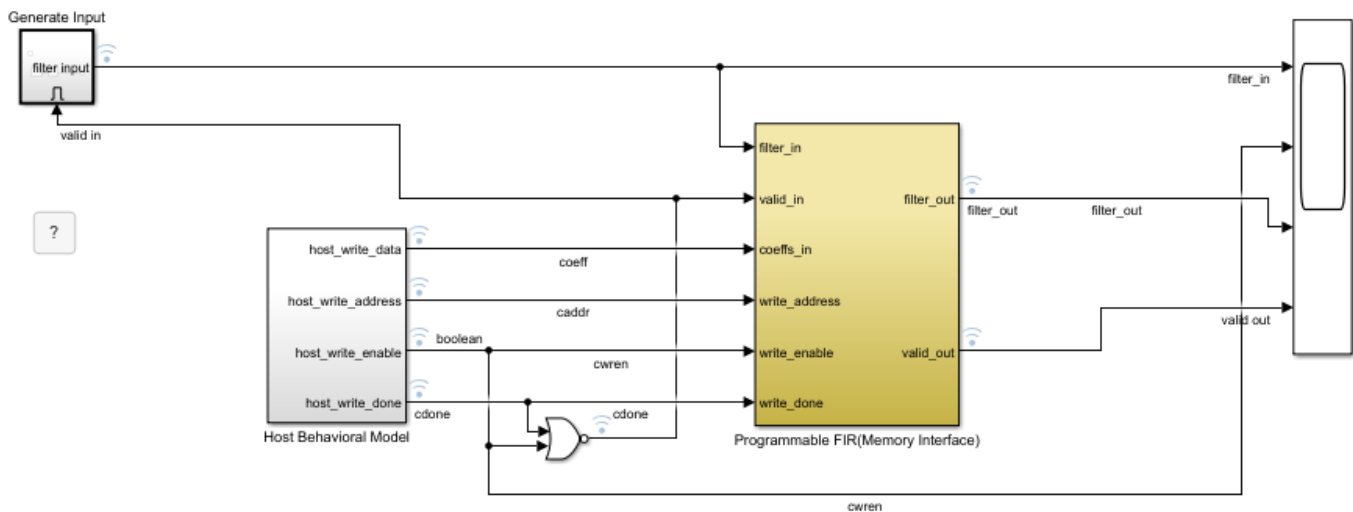 Generate Input
filter input
filter_in
valid in
filter_in
valid_in
filter_out
filter_out
filter_out
?
host_write_data
coeff
coeffs_in
host_write_address
caddr
write_address
valid out
boolean
host_write_enable
cwren
write_enable
valid_out
host_write_done
cdone
cdone
write_done
Host Behavioral Model
Programmable FIR(Memory Interface)
cwren